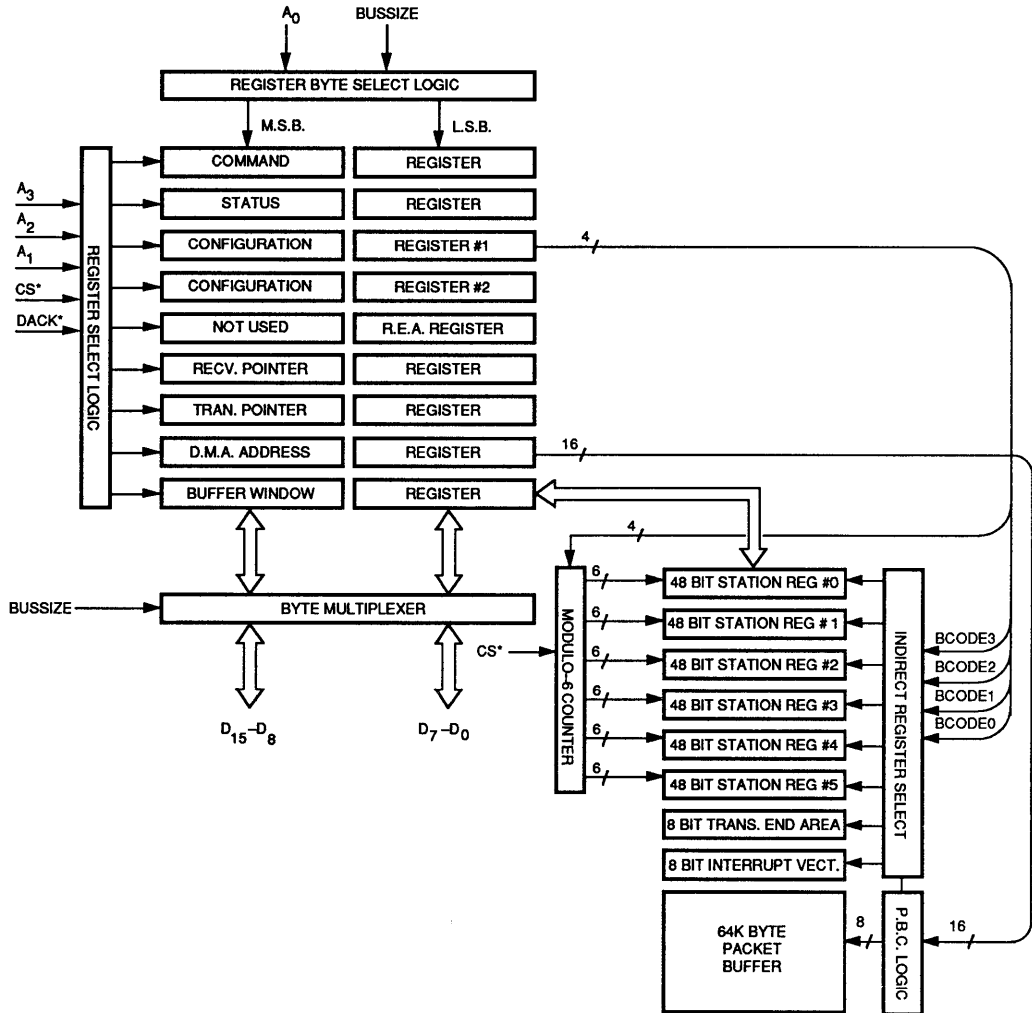 A0 BUSSIZE
REGISTER BYTE SELECT LOGIC
M.S.B. L.S.B.
REGISTER SELECT LOGIC
A3
A2
A1
CS*
DACK*
COMMAND REGISTER
STATUS REGISTER
CONFIGURATION REGISTER #1 4
CONFIGURATION REGISTER #2
NOT USED R.E.A. REGISTER
RECV. POINTER REGISTER
TRAN. POINTER REGISTER
D.M.A. ADDRESS REGISTER 16
BUFFER WINDOW REGISTER
BUSSIZE BYTE MULTIPLEXER
D15–D8 D7–D0
4
CS*
MODULO–6 COUNTER
6 48 BIT STATION REG #0
6 48 BIT STATION REG # 1
6 48 BIT STATION REG #2
6 48 BIT STATION REG #3
6 48 BIT STATION REG #4
6 48 BIT STATION REG #5
8 BIT TRANS. END AREA
8 BIT INTERRUPT VECT.
INDIRECT REGISTER SELECT
BCODE3
BCODE2
BCODE1
BCODE0
64K BYTE
PACKET
BUFFER
8
P.B.C. LOGIC
16